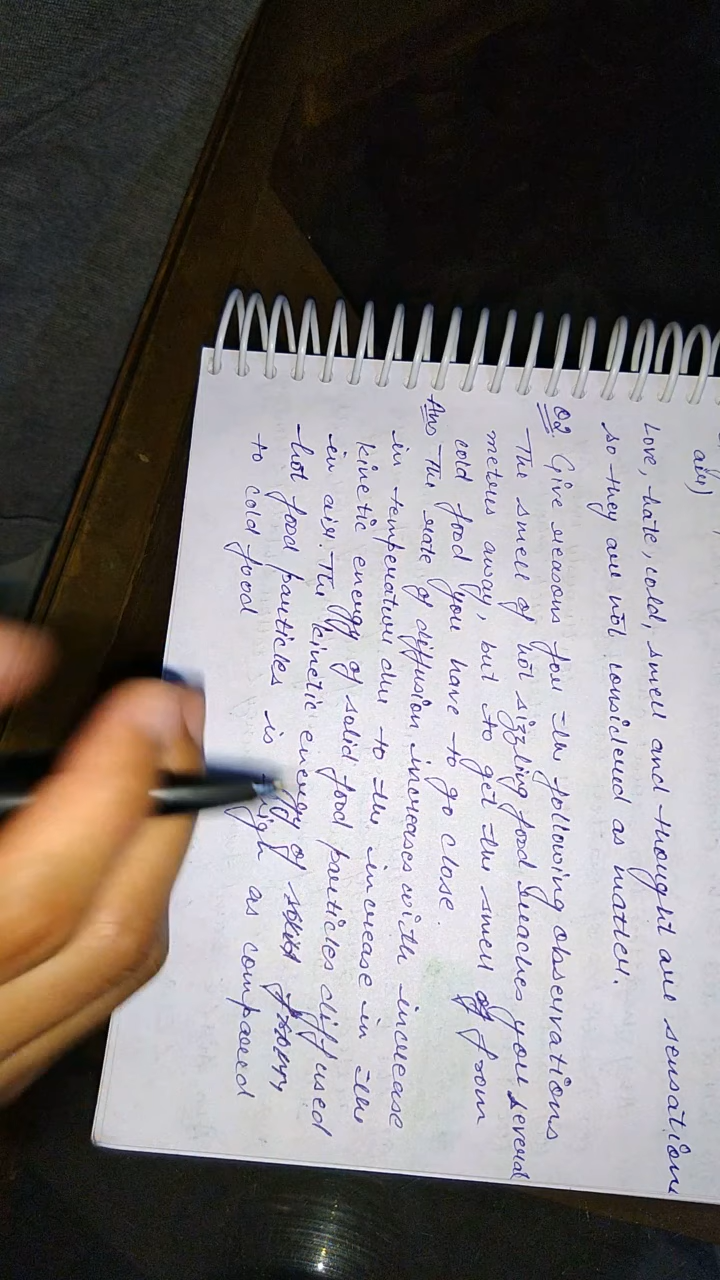 air)
Love, hate, cold, smell and thought are sensation
so they are not considered as matter.
Q2 Give reasons for the following observations
The smell of hot sizzling food reaches you several
metres away, but to get the smell from
cold food you have to go close.
Ans The rate of diffusion increases with increase
in temperature due to the increase in the
kinetic energy of solid food particles diffused
in air. The kinetic energy of
hot food particles is high as compared
to cold food